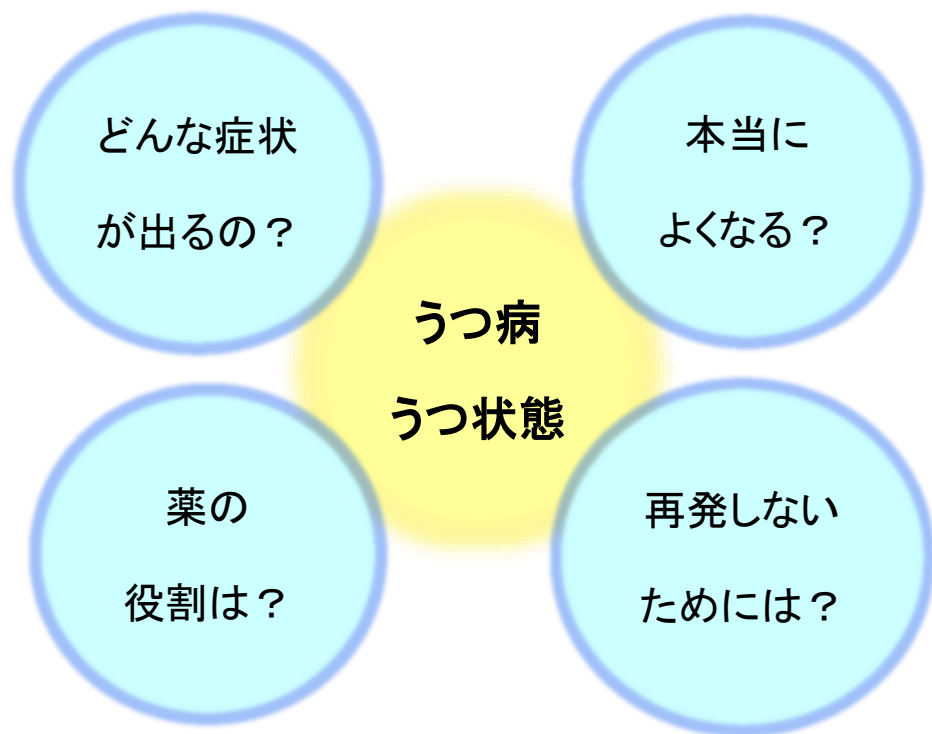 どんな症状
が出るの？
本当に
よくなる？
うつ病
うつ状態
薬の
役割は？
再発しない
ためには？